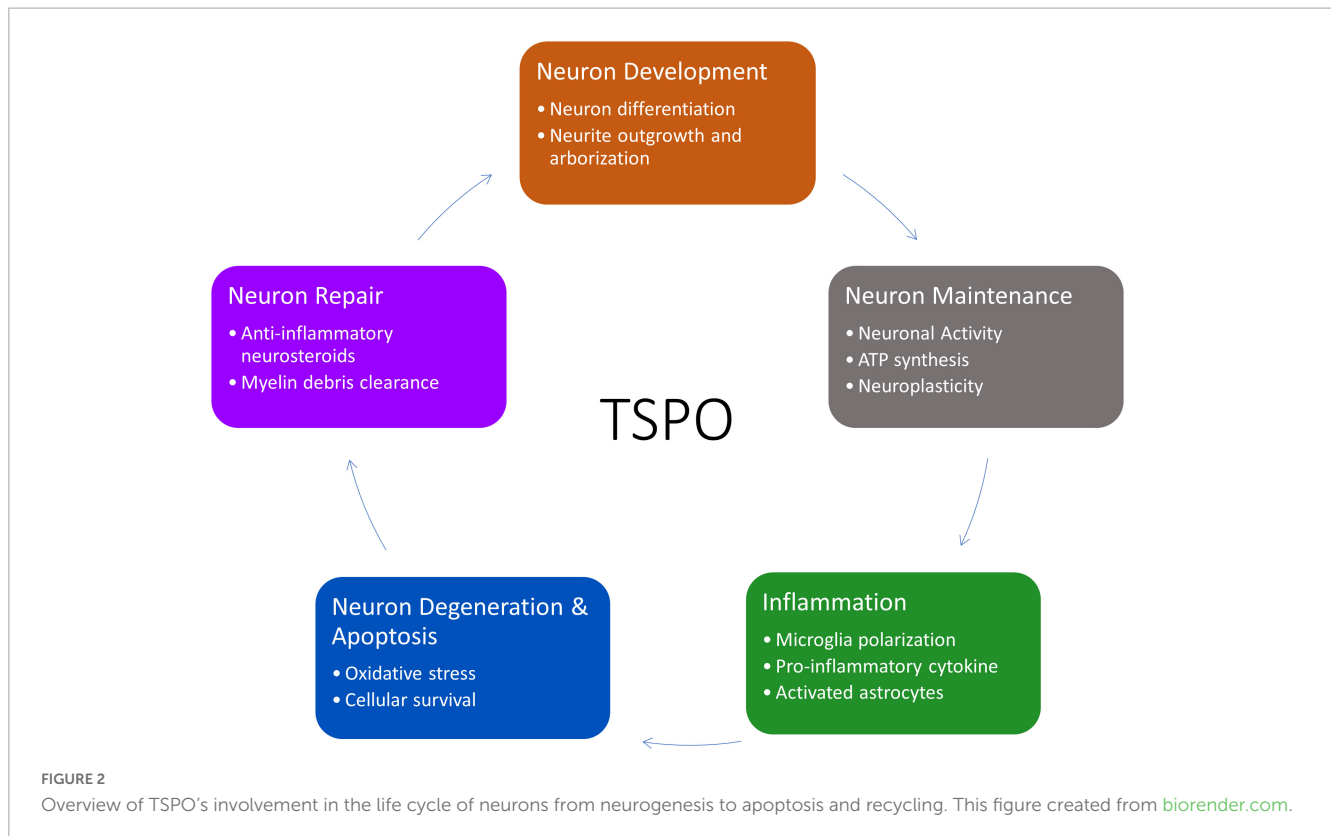 Neuron Development
• Neuron differentiation
• Neurite outgrowth and
arborization
Neuron Repair
• Anti-inflammatory
neurosteroids
• Myelin debris clearance
Neuron Maintenance
• Neuronal Activity
• ATP synthesis
• Neuroplasticity
TSPO
Neuron Degeneration &
Apoptosis
• Oxidative stress
• Cellular survival
Inflammation
• Microglia polarization
• Pro-inflammatory cytokine
• Activated astrocytes
FIGURE 2
Overview of TSPO’s involvement in the life cycle of neurons from neurogenesis to apoptosis and recycling. This figure created from biorender.com.